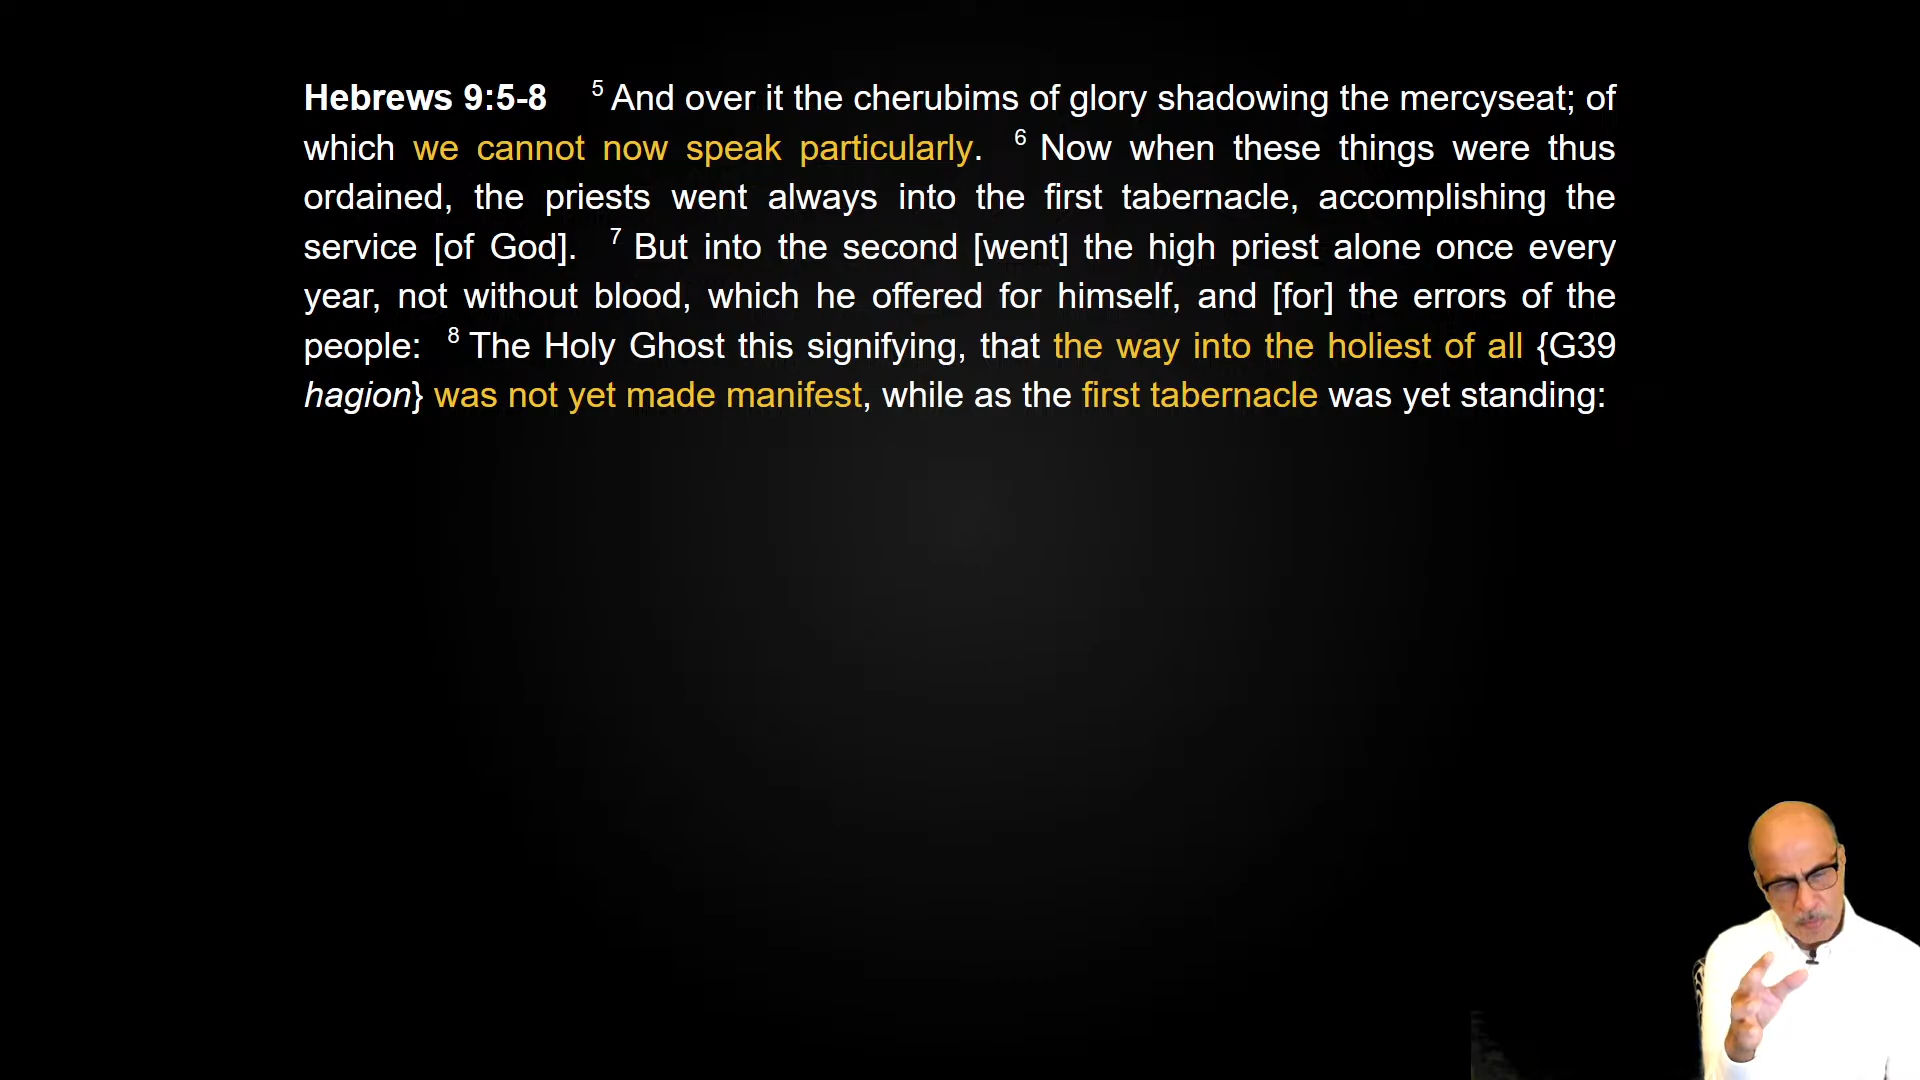 Hebrews 9:5-8 5 And over it the cherubims of glory shadowing the mercyseat; of
which we cannot now speak particularly. 6 Now when these things were thus
ordained, the priests went always into the first tabernacle, accomplishing the
service [of God]. 7 But into the second [went] the high priest alone once every
year, not without blood, which he offered for himself, and [for] the errors of the
people: 8 The Holy Ghost this signifying, that the way into the holiest of all {G39
hagion} was not yet made manifest, while as the first tabernacle was yet standing: